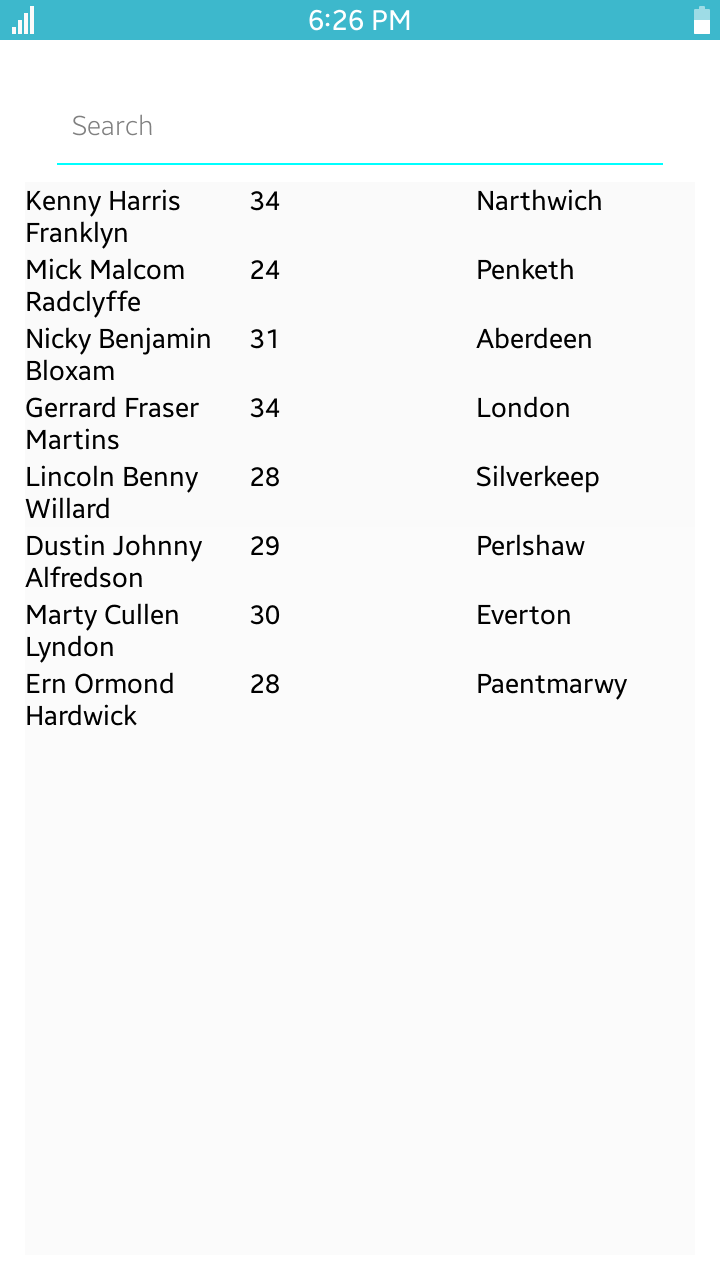 6:26 PM
Search
Kenny Harris Franklyn 34 Narthwich
Mick Malcom Radclyffe 24 Penketh
Nicky Benjamin Bloxam 31 Aberdeen
Gerrard Fraser Martins 34 London
Lincoln Benny Willard 28 Silverkeep
Dustin Johnny Alfredson 29 Perlshaw
Marty Cullen Lyndon 30 Everton
Ern Ormond Hardwick 28 Paentmarwy